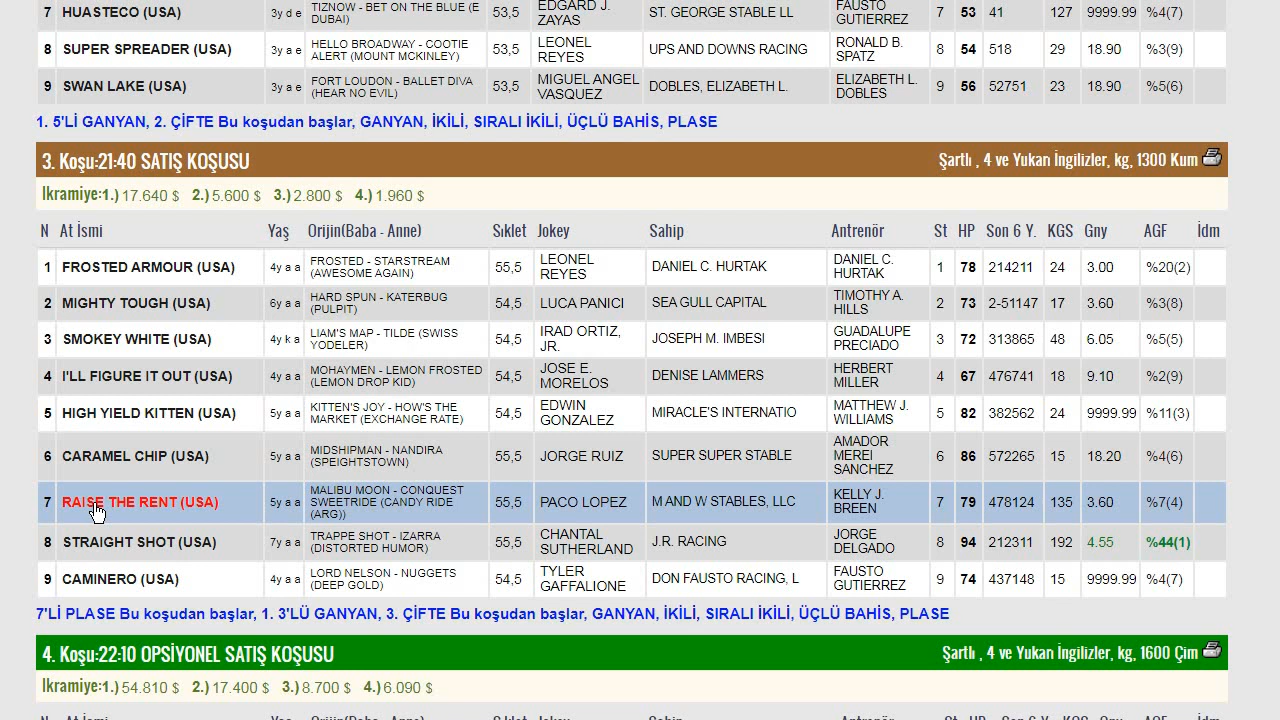 7 HUASTECO (USA) 3y d e TIZNOW - BET ON THE BLUE (E DUBAI) 53,5 EDGARD J. ZAYAS ST. GEORGE STABLE LL FAUSTO GUTIERREZ 7 53 41 127 9999.99 %4(7)
8 SUPER SPREADER (USA) 3y a e HELLO BROADWAY - COOTIE ALERT (MOUNT MCKINLEY) 53,5 LEONEL REYES UPS AND DOWNS RACING RONALD B. SPATZ 8 54 518 29 18.90 %3(9)
9 SWAN LAKE (USA) 3y a e FORT LOUDON - BALLET DIVA (HEAR NO EVIL) 53,5 MIGUEL ANGEL VASQUEZ DOBLES, ELIZABETH L. ELIZABETH L. DOBLES 9 56 52751 23 18.90 %5(6)
1. 5'Lİ GANYAN, 2. ÇİFTE Bu koşudan başlar, GANYAN, İKİLİ, SIRALI İKİLİ, ÜÇLÜ BAHİS, PLASE
3. Koşu:21:40 SATIŞ KOŞUSU Şartlı , 4 ve Yukarı İngilizler, kg, 1300 Kum
İkramiye:1.) 17.640 $ 2.) 5.600 $ 3.) 2.800 $ 4.) 1.960 $
N At İsmi Yaş Orijin(Baba - Anne) Sıklet Jokey Sahip Antrenör St HP Son 6 Y. KGS Gny AGF İdm
1 FROSTED ARMOUR (USA) 4y a a FROSTED - STARSTREAM (AWESOME AGAIN) 55,5 LEONEL REYES DANIEL C. HURTAK DANIEL C. HURTAK 1 78 214211 24 3.00 %20(2)
2 MIGHTY TOUGH (USA) 6y a a HARD SPUN - KATERBUG (PULPIT) 54,5 LUCA PANICI SEA GULL CAPITAL TIMOTHY A. HILLS 2 73 2-51147 17 3.60 %3(8)
3 SMOKEY WHITE (USA) 4y k a LIAM'S MAP - TILDE (SWISS YODELER) 54,5 IRAD ORTIZ, JR. JOSEPH M. IMBESI GUADALUPE PRECIADO 3 72 313865 48 6.05 %5(5)
4 I'LL FIGURE IT OUT (USA) 4y a a MOHAYMEN - LEMON FROSTED (LEMON DROP KID) 54,5 JOSE E. MORELOS DENISE LAMMERS HERBERT MILLER 4 67 476741 18 9.10 %2(9)
5 HIGH YIELD KITTEN (USA) 5y a a KITTEN'S JOY - HOW'S THE MARKET (EXCHANGE RATE) 54,5 EDWIN GONZALEZ MIRACLE'S INTERNATIO MATTHEW J. WILLIAMS 5 82 382562 24 9999.99 %11(3)
6 CARAMEL CHIP (USA) 5y a a MIDSHIPMAN - NANDIRA (SPEIGHTSTOWN) 55,5 JORGE RUIZ SUPER SUPER STABLE AMADOR MEREI SANCHEZ 6 86 572265 15 18.20 %4(6)
7 RAISE THE RENT (USA) 5y a a MALIBU MOON - CONQUEST SWEETRIDE (CANDY RIDE (ARG)) 55,5 PACO LOPEZ M AND W STABLES, LLC KELLY J. BREEN 7 79 478124 135 3.60 %7(4)
8 STRAIGHT SHOT (USA) 7y a a TRAPPE SHOT - IZARRA (DISTORTED HUMOR) 55,5 CHANTAL SUTHERLAND J.R. RACING JORGE DELGADO 8 94 212311 192 4.55 %44(1)
9 CAMINERO (USA) 4y a a LORD NELSON - NUGGETS (DEEP GOLD) 54,5 TYLER GAFFALIONE DON FAUSTO RACING, L FAUSTO GUTIERREZ 9 74 437148 15 9999.99 %4(7)
7'Lİ PLASE Bu koşudan başlar, 1. 3'LÜ GANYAN, 3. ÇİFTE Bu koşudan başlar, GANYAN, İKİLİ, SIRALI İKİLİ, ÜÇLÜ BAHİS, PLASE
4. Koşu:22:10 OPSİYONEL SATIŞ KOŞUSU Şartlı , 4 ve Yukarı İngilizler, kg, 1600 Çim
İkramiye:1.) 54.810 $ 2.) 17.400 $ 3.) 8.700 $ 4.) 6.090 $
N At İsmi Yaş Orijin(Baba - Anne) Sıklet Jokey Sahip Antrenör St HP Son 6 Y. KGS Gny AGF İdm